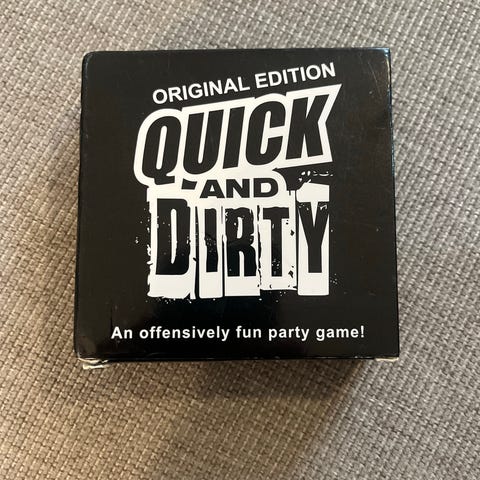 ORIGINAL EDITION
QUICK
AND
DIRTY
An offensively fun party game!